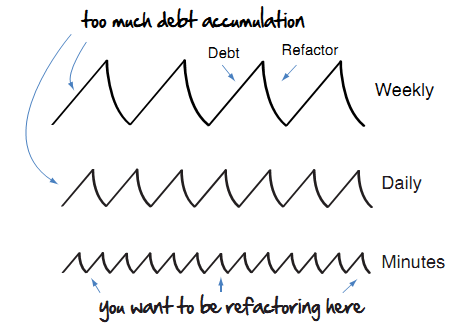 too much debt accumulation
Debt
Refactor
Weekly
Daily
Minutes
you want to be refactoring here